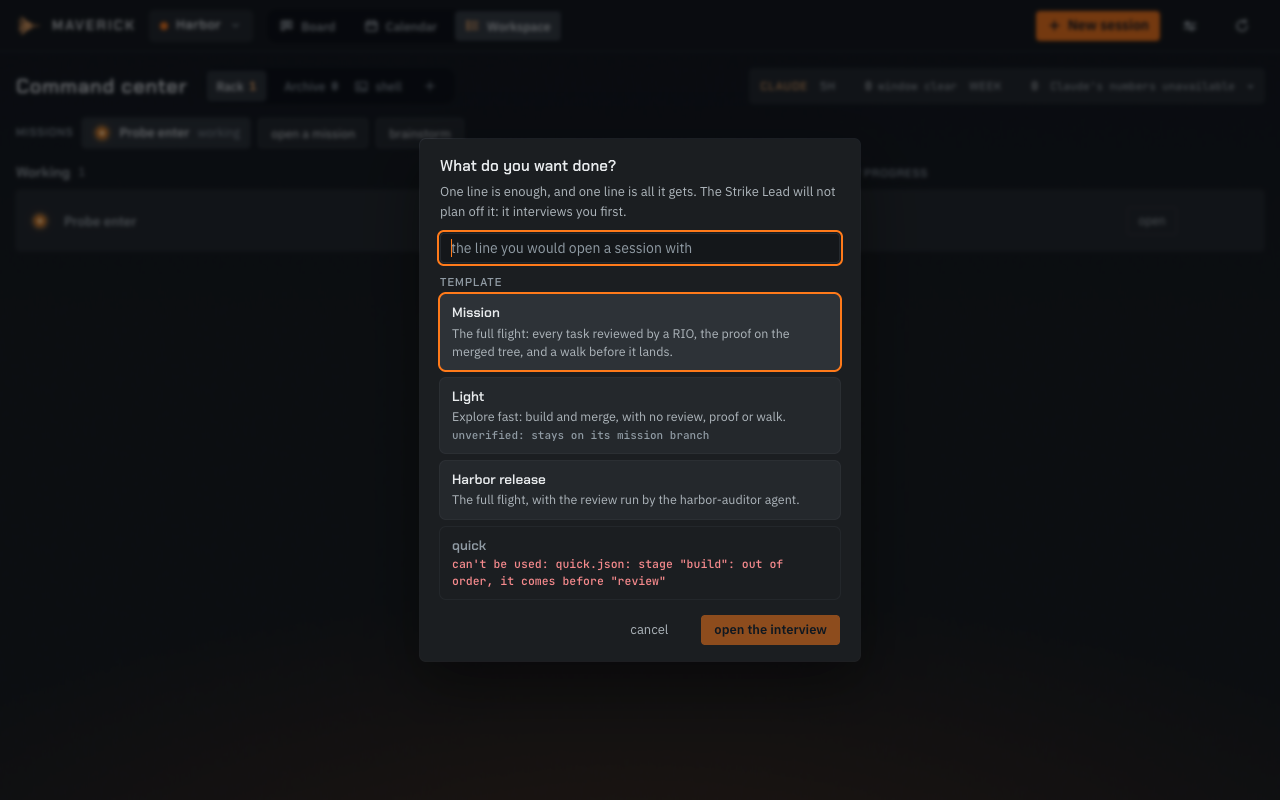 MAVERICK
Harbor
Board
Calendar
Workspace
+ New session
Command center
Rack 1
Archive
shell
+
CLAUDE 5H
window clear WEEK
Claude's numbers unavailable
MISSIONS
Probe enter working
open a mission
brainstorm
Working
PROGRESS
Probe enter
open
What do you want done?
One line is enough, and one line is all it gets. The Strike Lead will not
plan off it: it interviews you first.
the line you would open a session with
TEMPLATE
Mission
The full flight: every task reviewed by a RIO, the proof on the
merged tree, and a walk before it lands.
Light
Explore fast: build and merge, with no review, proof or walk.
unverified: stays on its mission branch
Harbor release
The full flight, with the review run by the harbor-auditor agent.
quick
can't be used: quick.json: stage "build": out of
order, it comes before "review"
cancel
open the interview